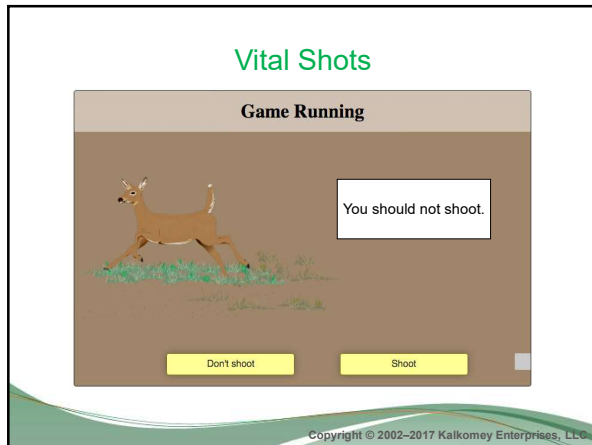 Vital Shots
Game Running
You should not shoot.
Don't shoot
Shoot
Copyright © 2002–2017 Kalkomey Enterprises, LLC